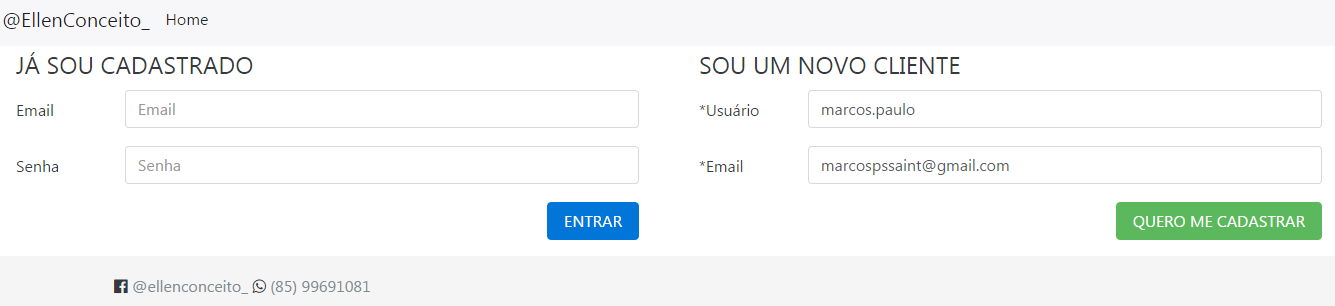 @EllenConceito_ Home
JÁ SOU CADASTRADO
Email Email
Senha Senha
ENTRAR
SOU UM NOVO CLIENTE
*Usuário marcos.paulo
*Email marcospssaint@gmail.com
QUERO ME CADASTRAR
@ellenconceito_ (85) 99691081